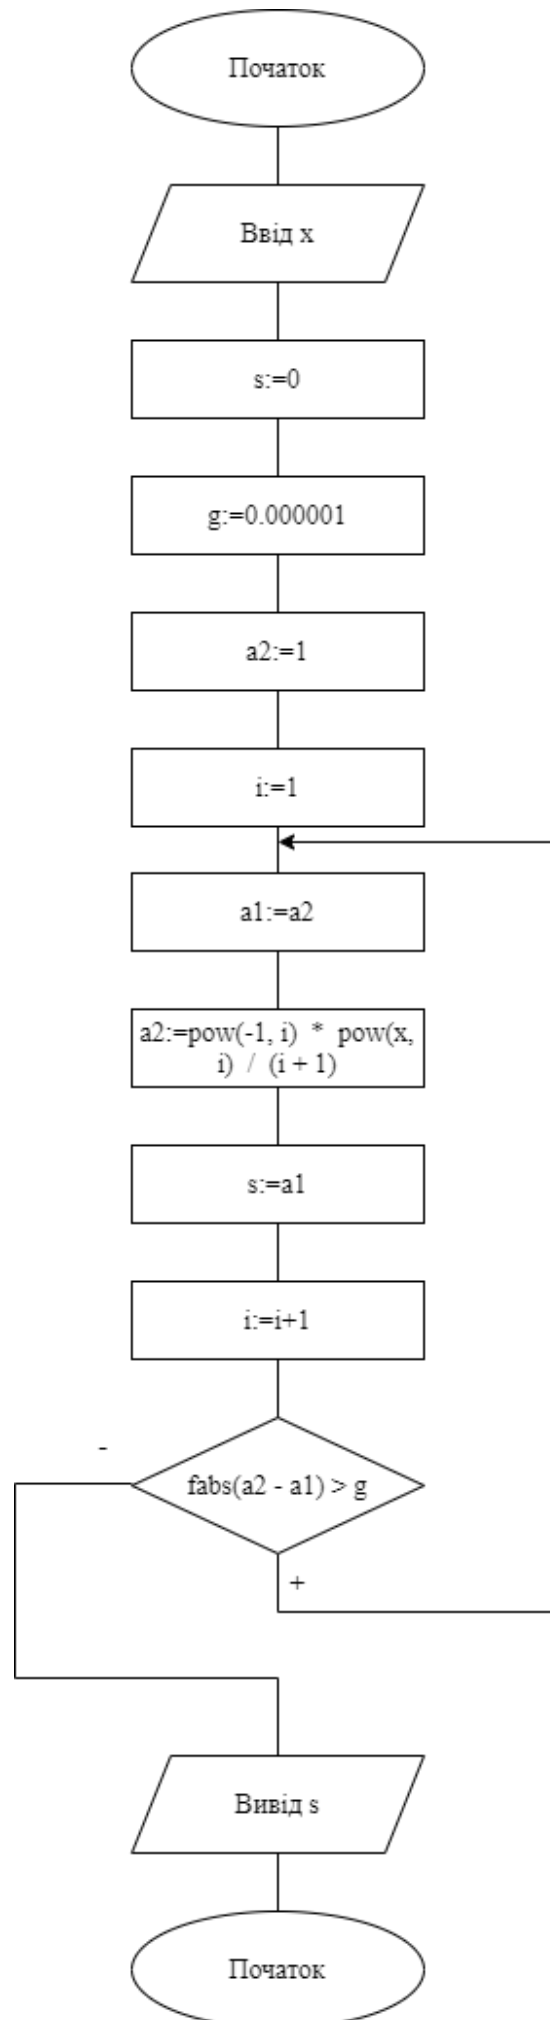 Початок
Ввід x
s:=0
g:=0.000001
a2:=1
i:=1
a1:=a2
a2:=pow(-1, i) * pow(x,
i) / (i + 1)
s:=a1
i:=i+1
-
fabs(a2 - a1) > g
+
Вивід s
Початок